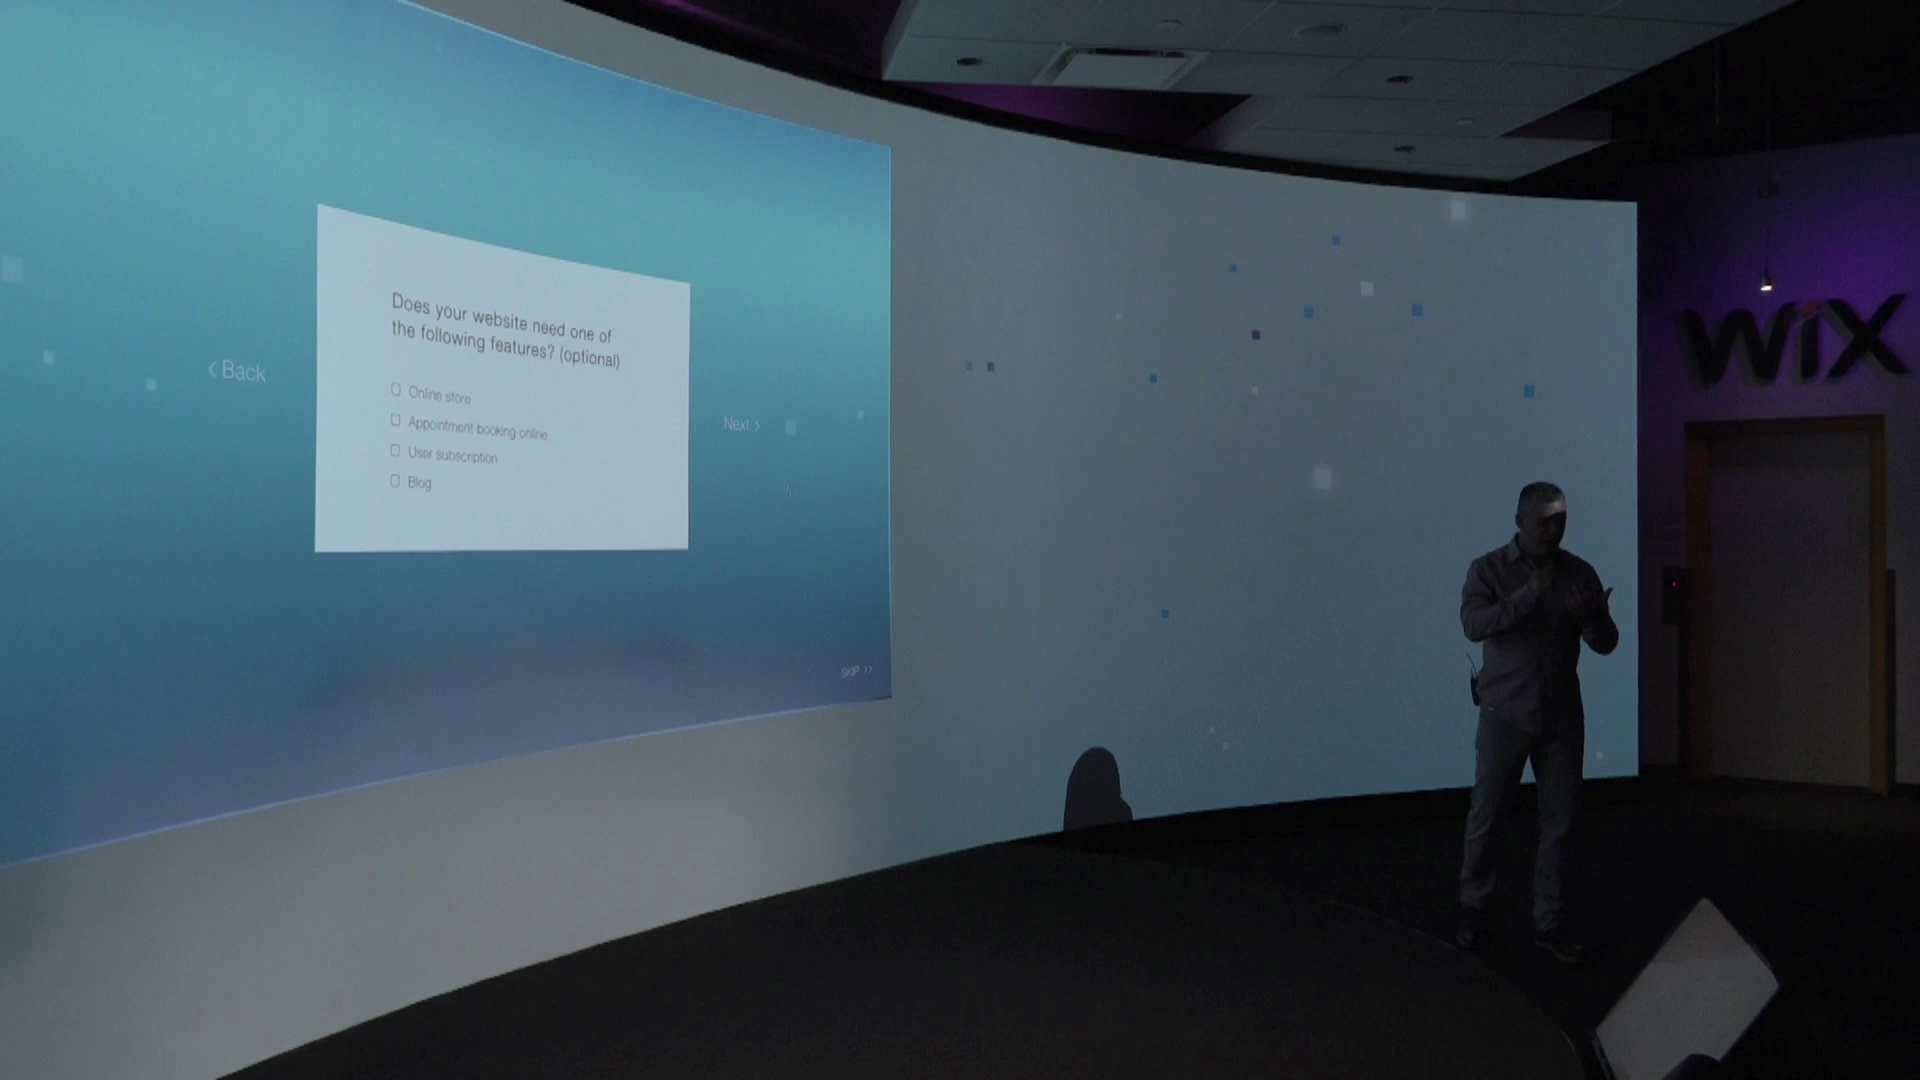 Does your website need one of
the following features? (optional)
Online store
Appointment booking online
User subscription
Blog
< Back
Next >
SKIP >>
WiX